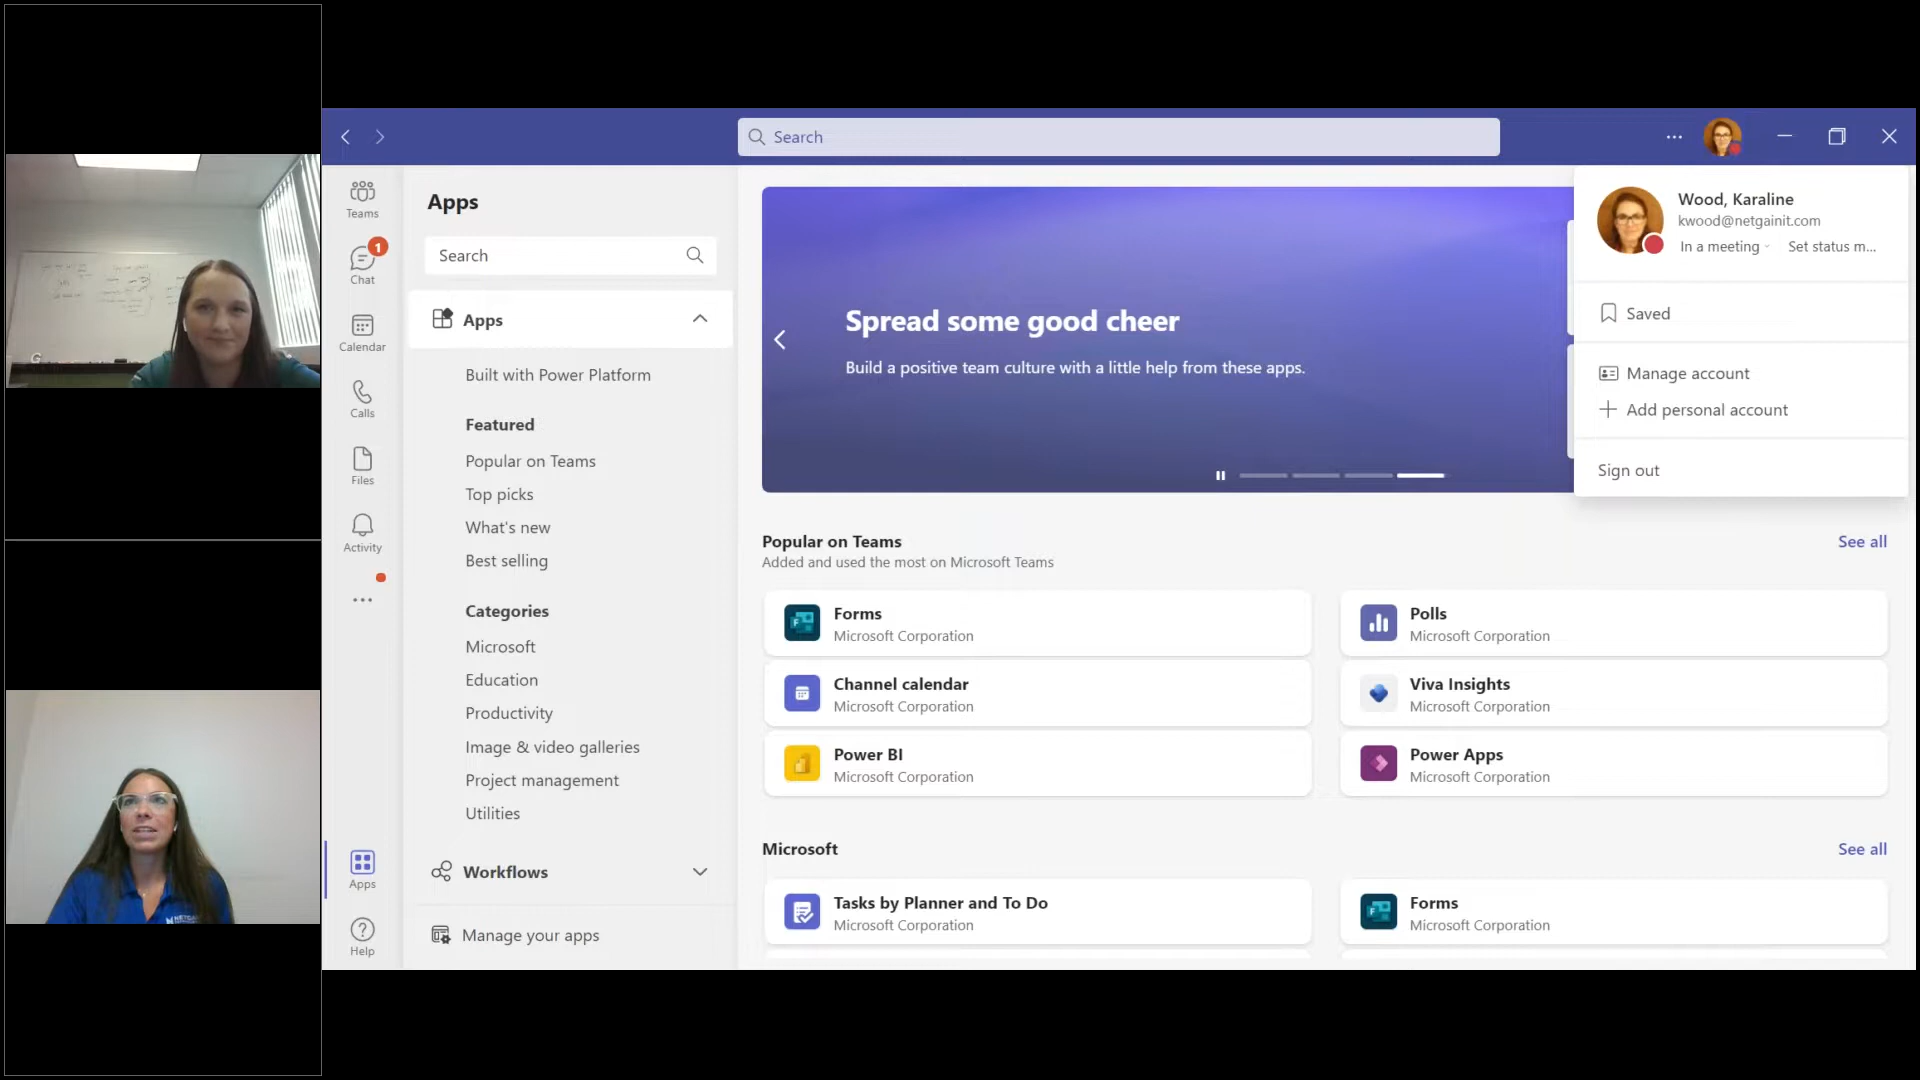 Search
Teams
1
Chat
Calendar
Calls
Files
Activity
Apps
Help
Apps
Search
Apps
Built with Power Platform
Featured
Popular on Teams
Top picks
What's new
Best selling
Categories
Microsoft
Education
Productivity
Image & video galleries
Project management
Utilities
Workflows
Manage your apps
Spread some good cheer
Build a positive team culture with a little help from these apps.
Wood, Karaline
kwood@netgainit.com
In a meeting
Set status m...
Saved
Manage account
Add personal account
Sign out
Popular on Teams
See all
Added and used the most on Microsoft Teams
Forms
Microsoft Corporation
Polls
Microsoft Corporation
Channel calendar
Microsoft Corporation
Viva Insights
Microsoft Corporation
Power BI
Microsoft Corporation
Power Apps
Microsoft Corporation
Microsoft
See all
Tasks by Planner and To Do
Microsoft Corporation
Forms
Microsoft Corporation